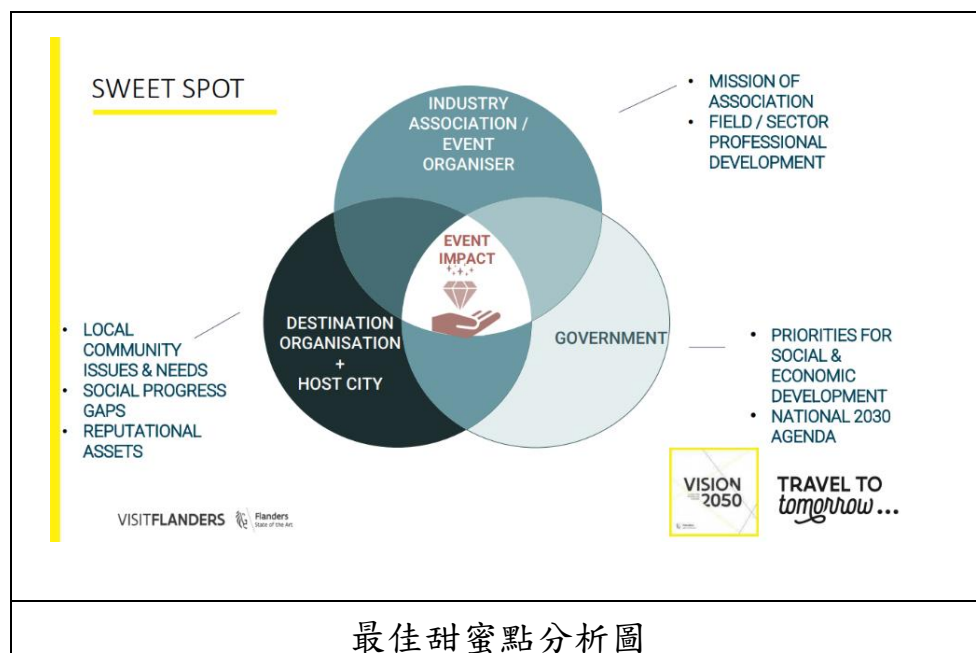 SWEET SPOT
INDUSTRY
ASSOCIATION /
EVENT
ORGANISER
• MISSION OF
ASSOCIATION
• FIELD / SECTOR
PROFESSIONAL
DEVELOPMENT
EVENT
IMPACT
DESTINATION
ORGANISATION
+
HOST CITY
GOVERNMENT
• LOCAL
COMMUNITY
ISSUES & NEEDS
• SOCIAL PROGRESS
GAPS
• REPUTATIONAL
ASSETS
• PRIORITIES FOR
SOCIAL &
ECONOMIC
DEVELOPMENT
• NATIONAL 2030
AGENDA
VISITFLANDERS
Flanders
State of the Art
VISION
2050
TRAVEL TO
tomorrow...
最佳甜蜜點分析圖